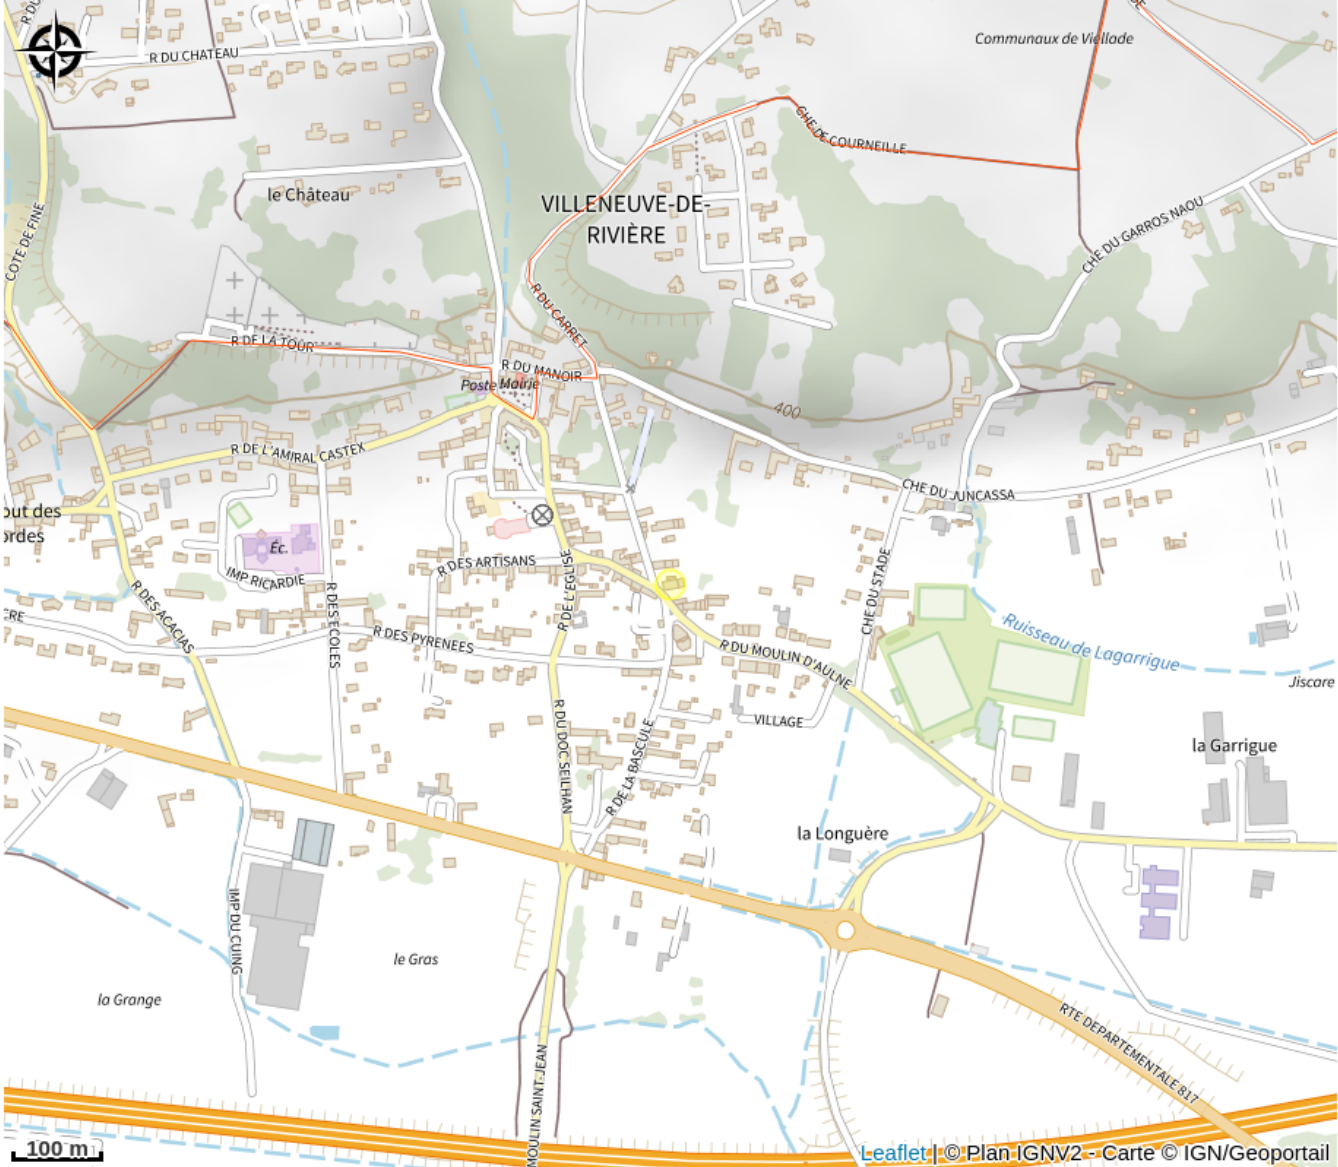 R DU
R DU CHATEAU
Communaux de Viellade
CHE DE COURNEILLE
le Château
VILLENEUVE-DE-
RIVIÈRE
COTE DE FINE
CHE DU GARROS NAOU
R DU CARRET
R DE LA TOUR
R DU MANOIR
Poste Mairie
400
R DE L'AMIRAL CASTEX
CHE DU JUNCASSA
out des
ordes
Éc.
R DES ARTISANS
IMP RICARDIE
R DE L'EGLISE
CHE DU STADE
R DES ACACIAS
R DES ECOLES
CRE
R DES PYRENEES
R DU MOULIN D'AULNE
Ruisseau de Lagarrigue
Jiscare
VILLAGE
R DU DOC SEILHAN
R DE LA BASCULE
la Garrigue
la Longuère
IMP DU CUING
le Gras
la Grange
RTE DEPARTEMENTALE 817
MOULIN SAINT-JEAN
100 m
Leaflet | © Plan IGNV2 - Carte © IGN/Geoportail